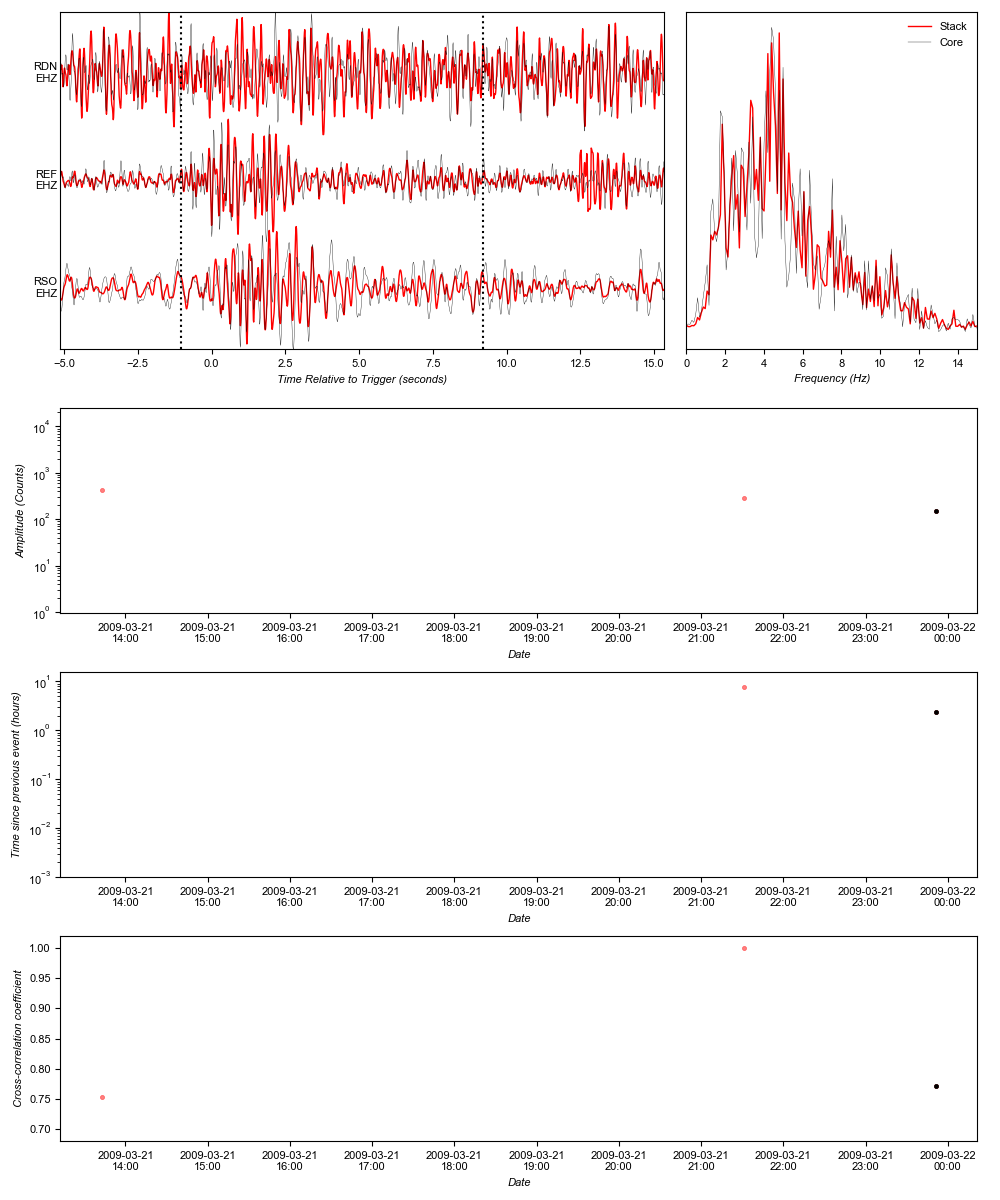 RDN
EHZ
REF
EHZ
RSO
EHZ
−5.0 −2.5 0.0 2.5 5.0 7.5 10.0 12.5 15.0
Time Relative to Trigger (seconds)
Stack
Core
0 2 4 6 8 10 12 14
Frequency (Hz)
10^4
10^3
10^2
10^1
10^0
Amplitude (Counts)
2009-03-21 2009-03-21 2009-03-21 2009-03-21 2009-03-21 2009-03-21 2009-03-21 2009-03-21 2009-03-21 2009-03-21 2009-03-22
14:00 15:00 16:00 17:00 18:00 19:00 20:00 21:00 22:00 23:00 00:00
Date
10^1
10^0
10^−1
10^−2
10^−3
Time since previous event (hours)
2009-03-21 2009-03-21 2009-03-21 2009-03-21 2009-03-21 2009-03-21 2009-03-21 2009-03-21 2009-03-21 2009-03-21 2009-03-22
14:00 15:00 16:00 17:00 18:00 19:00 20:00 21:00 22:00 23:00 00:00
Date
1.00
0.95
0.90
0.85
0.80
0.75
0.70
Cross-correlation coefficient
2009-03-21 2009-03-21 2009-03-21 2009-03-21 2009-03-21 2009-03-21 2009-03-21 2009-03-21 2009-03-21 2009-03-21 2009-03-22
14:00 15:00 16:00 17:00 18:00 19:00 20:00 21:00 22:00 23:00 00:00
Date